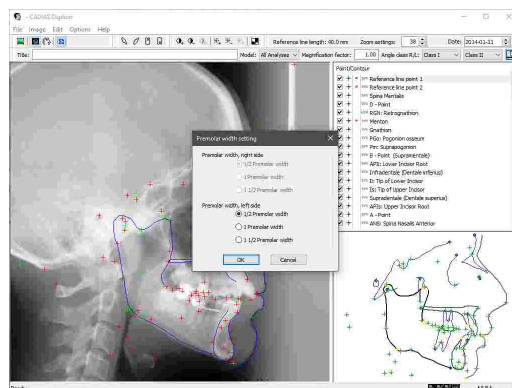 - CADIAS Digitizer
File Image Edit Options Help
Reference line length: 40.0 mm Zoom settings: 38 Date: 2014-01-31
Title: Model: All Analyses Magnification factor: 1.00 Angle class R/L: Class I Class II
Point/Contour
Reference line point 1
Reference line point 2
Spina Mentalis
D - Point
RGN: Retrognathion
Menton
Gnathion
PGo: Pogonion osseum
Pm: Suprapogonion
B - Point (Supramentale)
APIi: Lower Incisor Root
Infradentale (Dentale inferius)
Ii: Tip of Lower Incisor
Is: Tip of Upper Incisor
Supradentale (Dentale superius)
APIs: Upper Incisor Root
A - Point
ANS: Spina Nasalis Anterior
Premolar width setting
Premolar width, right side
1/2 Premolar width
1 Premolar width
1 1/2 Premolar width
Premolar width, left side
1/2 Premolar width
1 Premolar width
1 1/2 Premolar width
OK Cancel